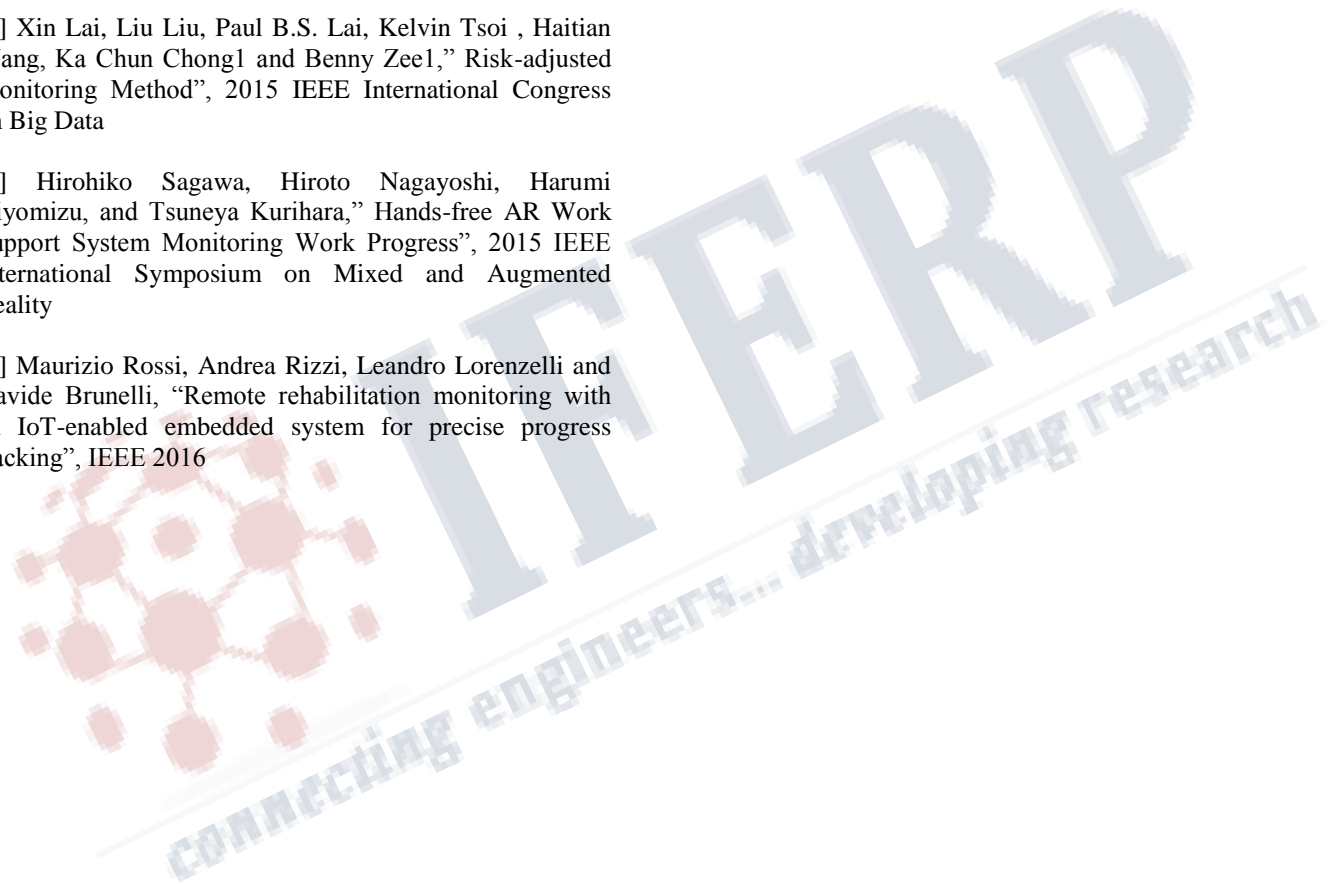 ] Xin Lai, Liu Liu, Paul B.S. Lai, Kelvin Tsoi , Haitian
ang, Ka Chun Chong1 and Benny Zee1,” Risk-adjusted
onitoring Method”, 2015 IEEE International Congress
n Big Data
] Hirohiko Sagawa, Hiroto Nagayoshi, Harumi
iyomizu, and Tsuneya Kurihara,” Hands-free AR Work
upport System Monitoring Work Progress”, 2015 IEEE
nternational Symposium on Mixed and Augmented
eality
] Maurizio Rossi, Andrea Rizzi, Leandro Lorenzelli and
avide Brunelli, “Remote rehabilitation monitoring with
IoT-enabled embedded system for precise progress
acking”, IEEE 2016
IFERP
connecting engineers... developing research